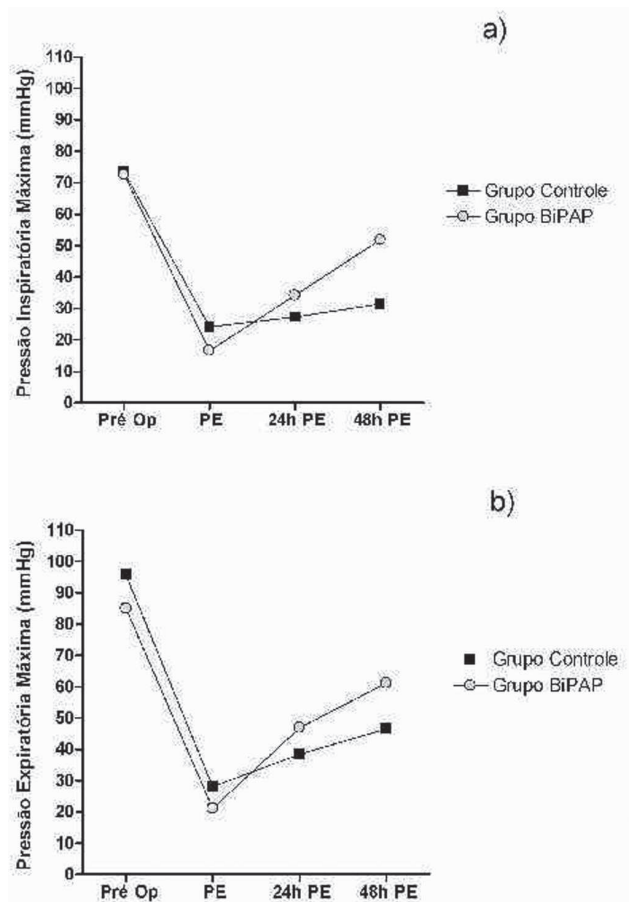 a)
Pressão Inspiratória Máxima (mmHg)
110
100
90
80
70
60
50
40
30
20
10
0
Pré Op PE 24h PE 48h PE
Grupo Controle
Grupo BiPAP
b)
Pressão Expiratória Máxima (mmHg)
110
100
90
80
70
60
50
40
30
20
10
0
Pré Op PE 24h PE 48h PE
Grupo Controle
Grupo BiPAP